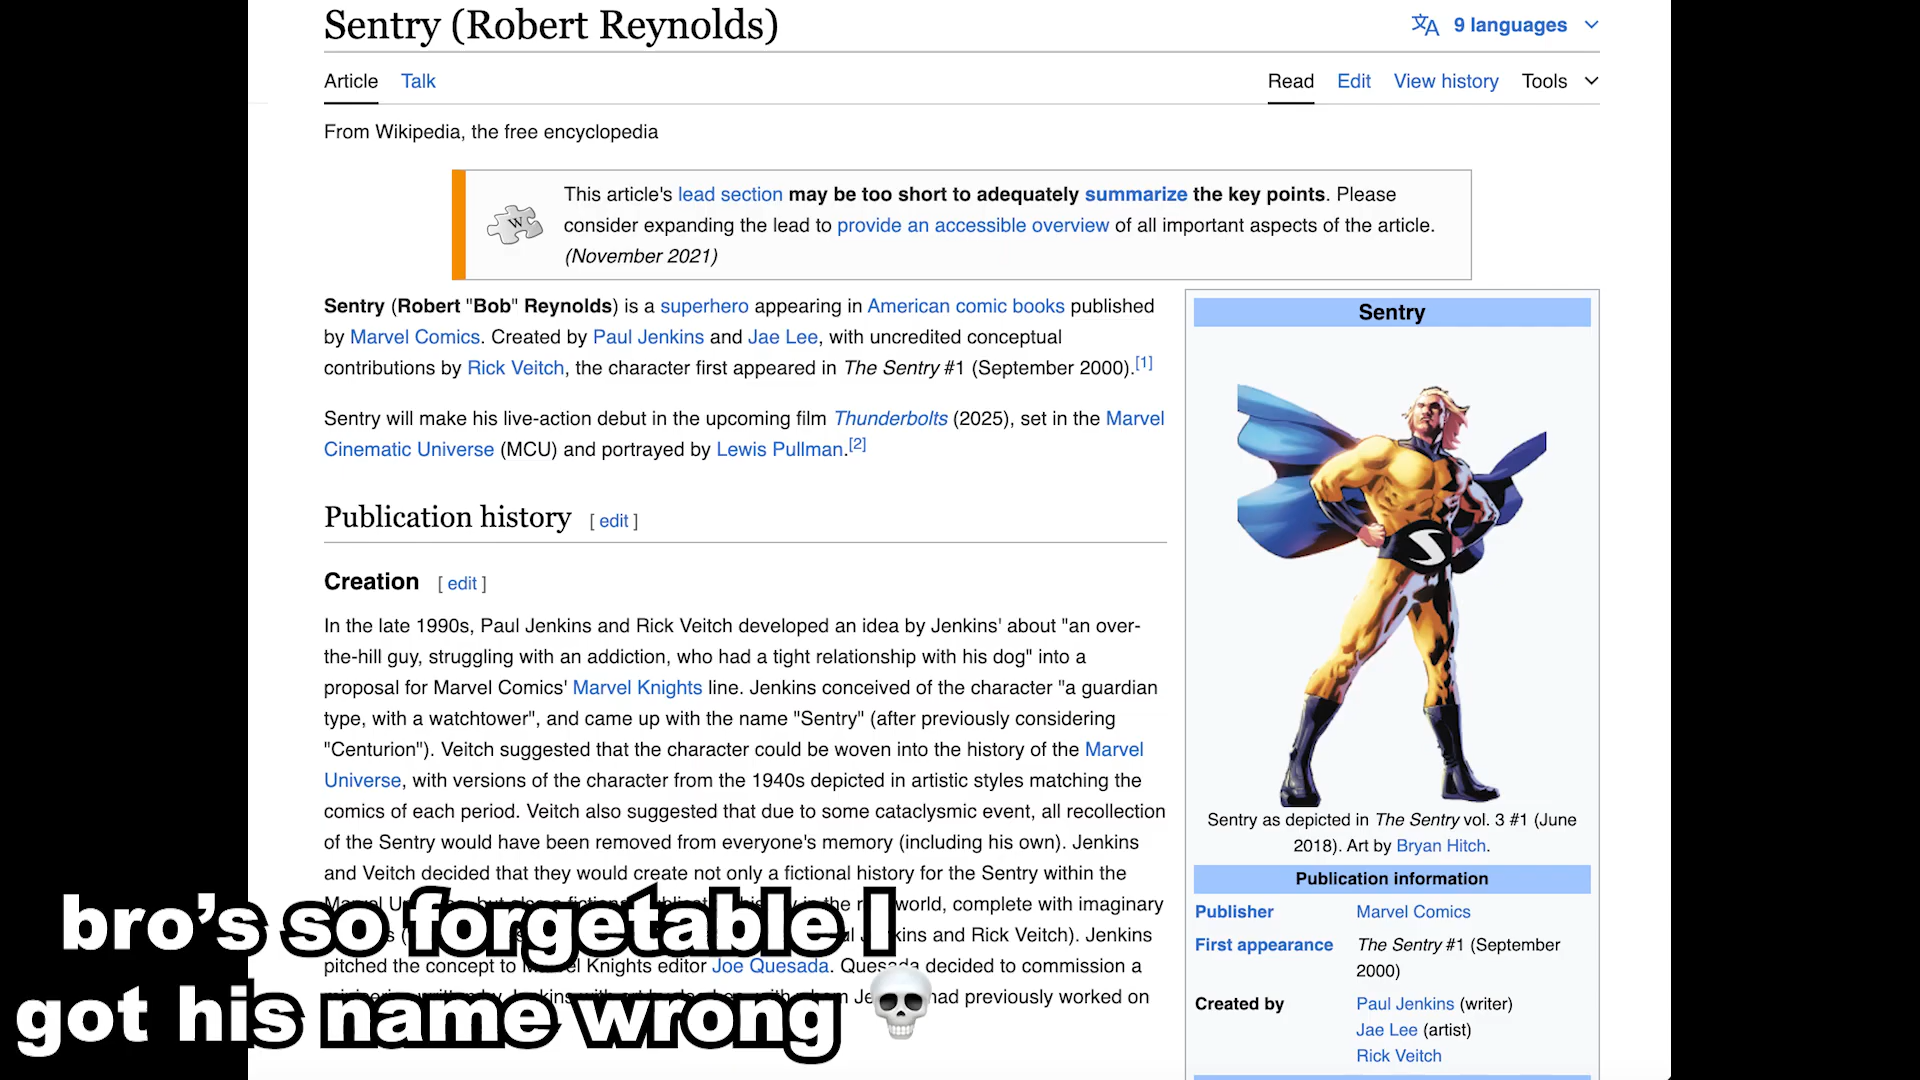 Sentry (Robert Reynolds)
9 languages
Article Talk
Read Edit View history Tools
From Wikipedia, the free encyclopedia
This article's lead section may be too short to adequately summarize the key points. Please
consider expanding the lead to provide an accessible overview of all important aspects of the article.
(November 2021)
Sentry (Robert "Bob" Reynolds) is a superhero appearing in American comic books published
by Marvel Comics. Created by Paul Jenkins and Jae Lee, with uncredited conceptual
contributions by Rick Veitch, the character first appeared in The Sentry #1 (September 2000).[1]
Sentry will make his live-action debut in the upcoming film Thunderbolts (2025), set in the Marvel
Cinematic Universe (MCU) and portrayed by Lewis Pullman.[2]
Publication history [ edit ]
Creation [ edit ]
In the late 1990s, Paul Jenkins and Rick Veitch developed an idea by Jenkins' about "an over-
the-hill guy, struggling with an addiction, who had a tight relationship with his dog" into a
proposal for Marvel Comics' Marvel Knights line. Jenkins conceived of the character "a guardian
type, with a watchtower", and came up with the name "Sentry" (after previously considering
"Centurion"). Veitch suggested that the character could be woven into the history of the Marvel
Universe, with versions of the character from the 1940s depicted in artistic styles matching the
comics of each period. Veitch also suggested that due to some cataclysmic event, all recollection
of the Sentry would have been removed from everyone's memory (including his own). Jenkins
and Veitch decided that they would create not only a fictional history for the Sentry within the
world, complete with imaginary
and Rick Veitch). Jenkins
pitched the concept to Knights editor Joe Quesada. Quesada decided to commission a
had previously worked on
Sentry
Sentry as depicted in The Sentry vol. 3 #1 (June
2018). Art by Bryan Hitch.
Publication information
Publisher Marvel Comics
First appearance The Sentry #1 (September
2000)
Created by Paul Jenkins (writer)
Jae Lee (artist)
Rick Veitch
bro's so forgetable I
got his name wrong 💀